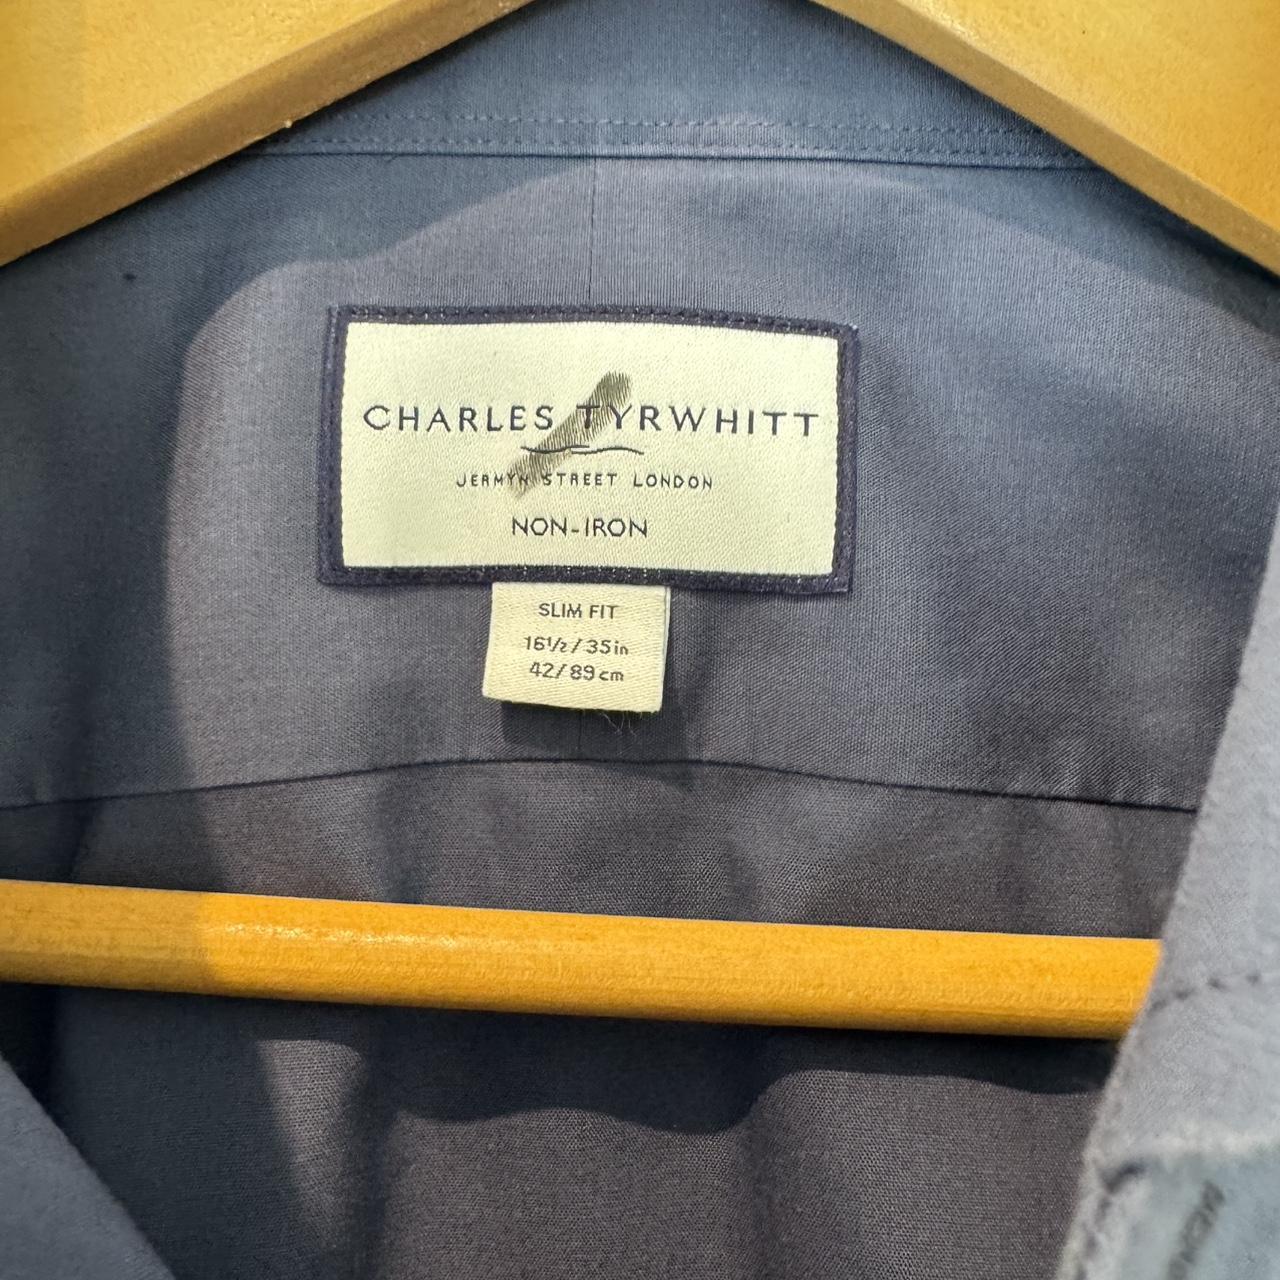 CHARLES TYRWHITT
JERMYN STREET LONDON
NON-IRON
SLIM FIT
16½/35in
42/89cm